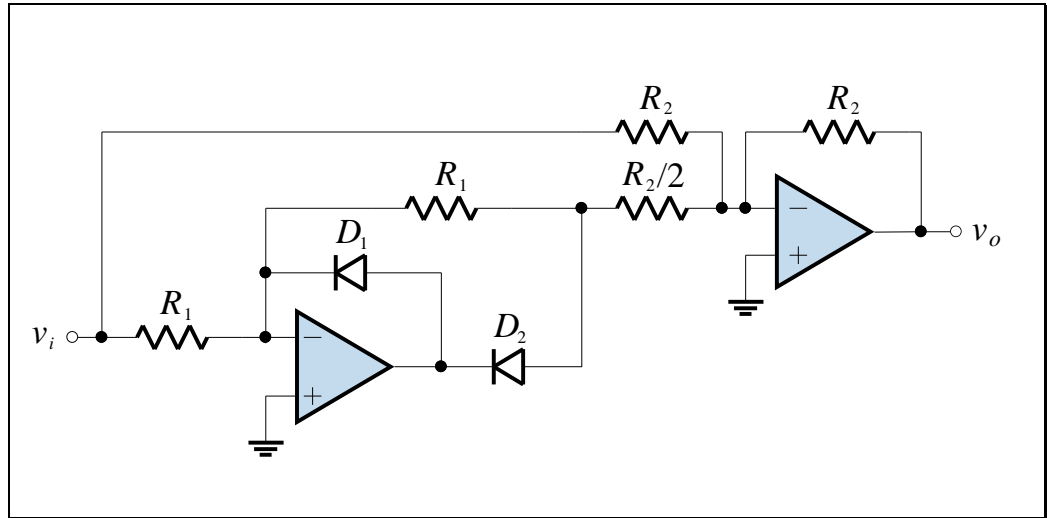 R₂ R₂
R₁ R₂/2
D₁
R₁
vᵢ
D₂
vₒ
− +
− +